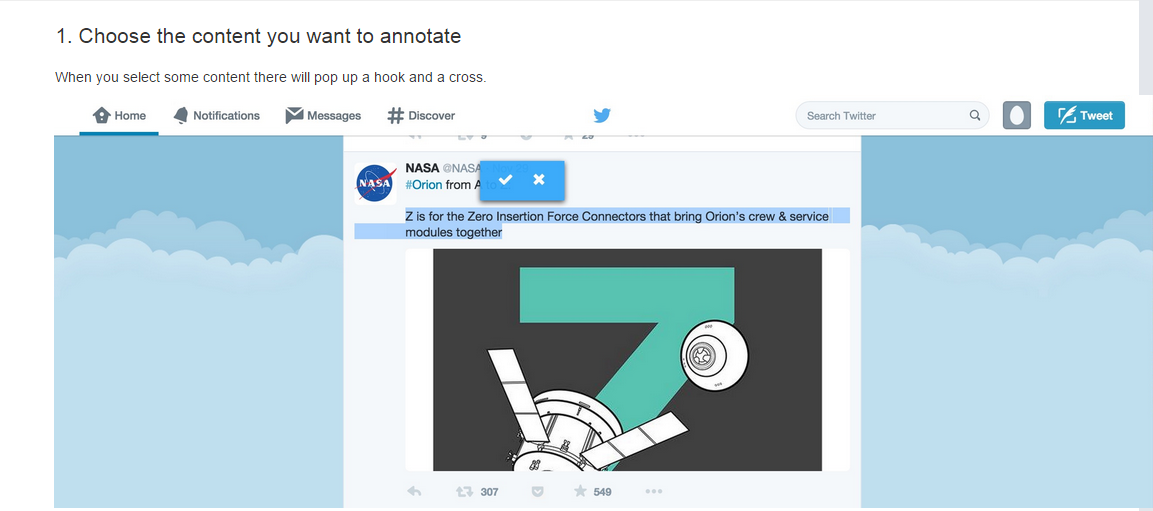 1. Choose the content you want to annotate
When you select some content there will pop up a hook and a cross.
Home Notifications Messages Discover Search Twitter Tweet
NASA @NASA
NASA
#Orion from A
Z is for the Zero Insertion Force Connectors that bring Orion's crew & service
modules together
307 549